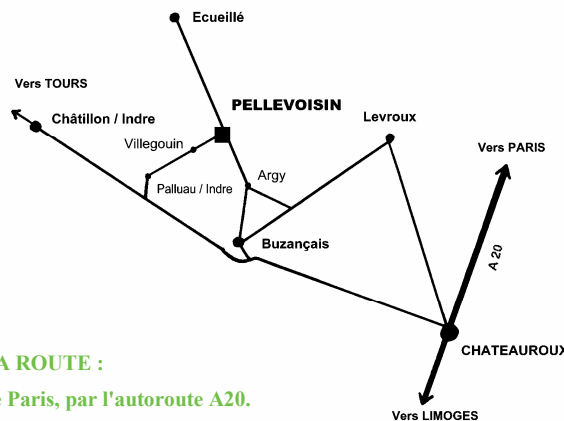 Ecueillé
Vers TOURS
PELLEVOISIN
Châtillon / Indre
Levroux
Villegouin
Vers PARIS
Argy
Palluau / Indre
Buzançais
A 20
CHATEAUROUX
A ROUTE :
Paris, par l'autoroute A20.
Vers LIMOGES